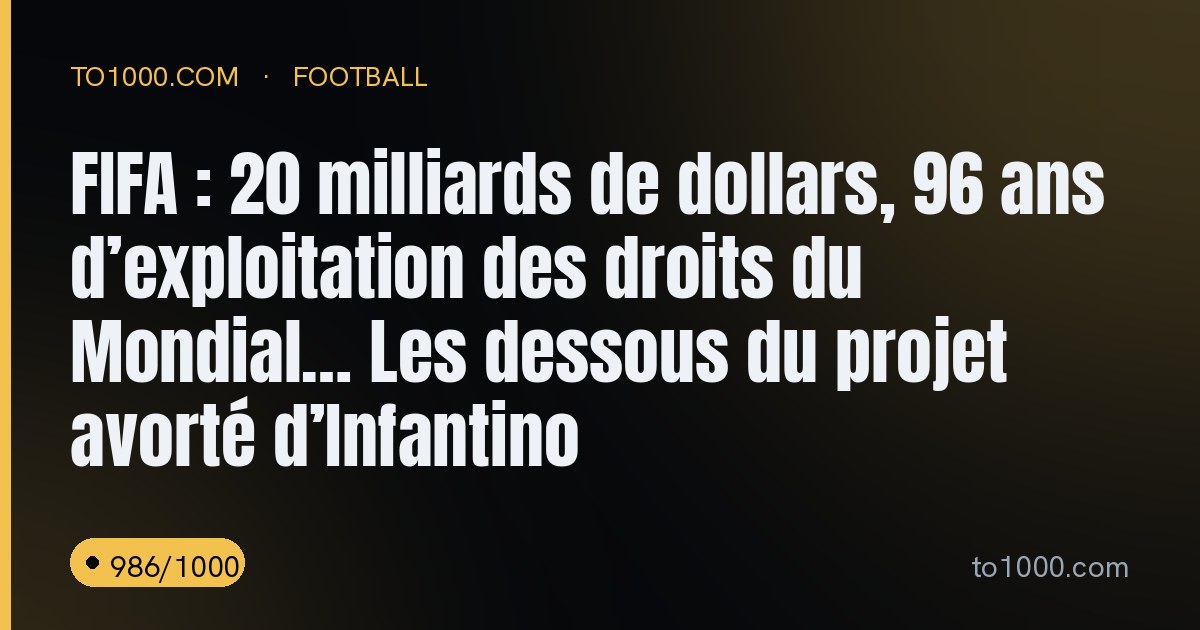 TO1000.COM · FOOTBALL
FIFA : 20 milliards de dollars, 96 ans
d’exploitation des droits du
Mondial... Les dessous du projet
avorté d’Infantino
986/1000
to1000.com